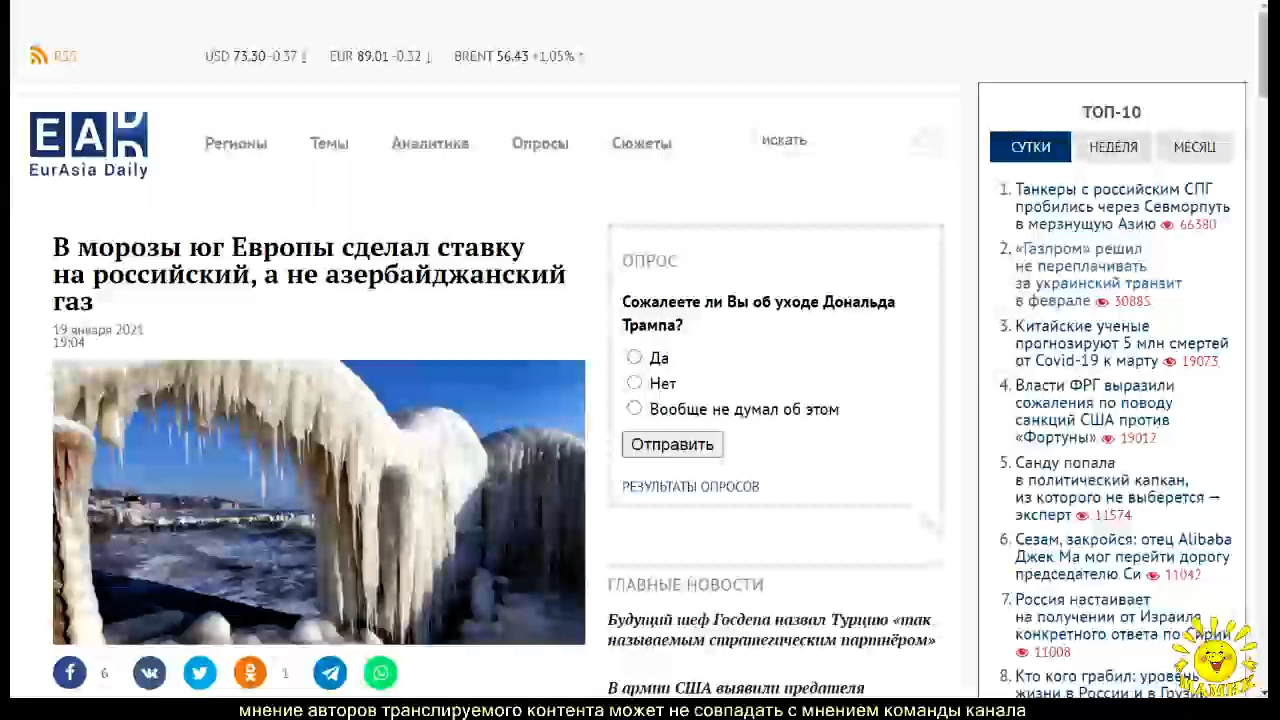 RSS
USD 73.30 -0.37 ↓ EUR 89.01 -0.32 ↓ BRENT 56.43 +1.05% ↑
EAD
EurAsia Daily
Регионы Темы Аналитика Опросы Сюжеты искать
В морозы юг Европы сделал ставку
на российский, а не азербайджанский
газ
19 января 2021
19:04
6
1
ОПРОС
Сожалеете ли Вы об уходе Дональда
Трампа?
Да
Нет
Вообще не думал об этом
Отправить
РЕЗУЛЬТАТЫ ОПРОСОВ
ГЛАВНЫЕ НОВОСТИ
Будущий шеф Госдепа назвал Турцию «так
называемым стратегическим партнёром»
В армии США выявили предателя
ТОП-10
СУТКИ НЕДЕЛЯ МЕСЯЦ
1. Танкеры с российским СПГ
пробились через Севморпуть
в мерзнущую Азию 66380
2. «Газпром» решил
не переплачивать
за украинский транзит
в феврале 30885
3. Китайские ученые
прогнозируют 5 млн смертей
от Covid-19 к марту 19073
4. Власти ФРГ выразили
сожаления по поводу
санкций США против
«Фортуны» 19012
5. Санду попала
в политический капкан,
из которого не выберется —
эксперт 11574
6. Сезам, закройся: отец Alibaba
Джек Ма мог перейти дорогу
председателю Си 11042
7. Россия настаивает
на получении от Израиля
конкретного ответа по Сирии
11008
8. Кто кого грабил: уровень
жизни в России и в Грузии
МАМИХ
мнение авторов транслируемого контента может не совпадать с мнением команды канала